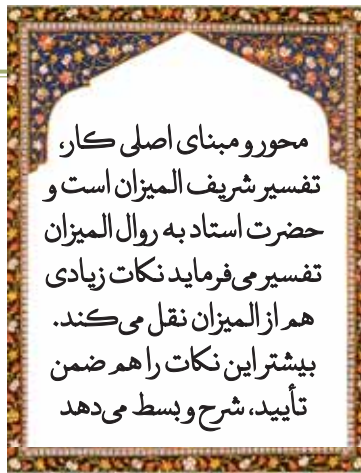 محور و مبنای اصلی کار،
تفسیر شریف المیزان است و
حضرت استاد به روال المیزان
تفسیر می‌فرماید نکات زیادی
هم از المیزان نقل می‌کند.
بیشتر این نکات را هم ضمن
تأیید، شرح و بسط می‌دهد